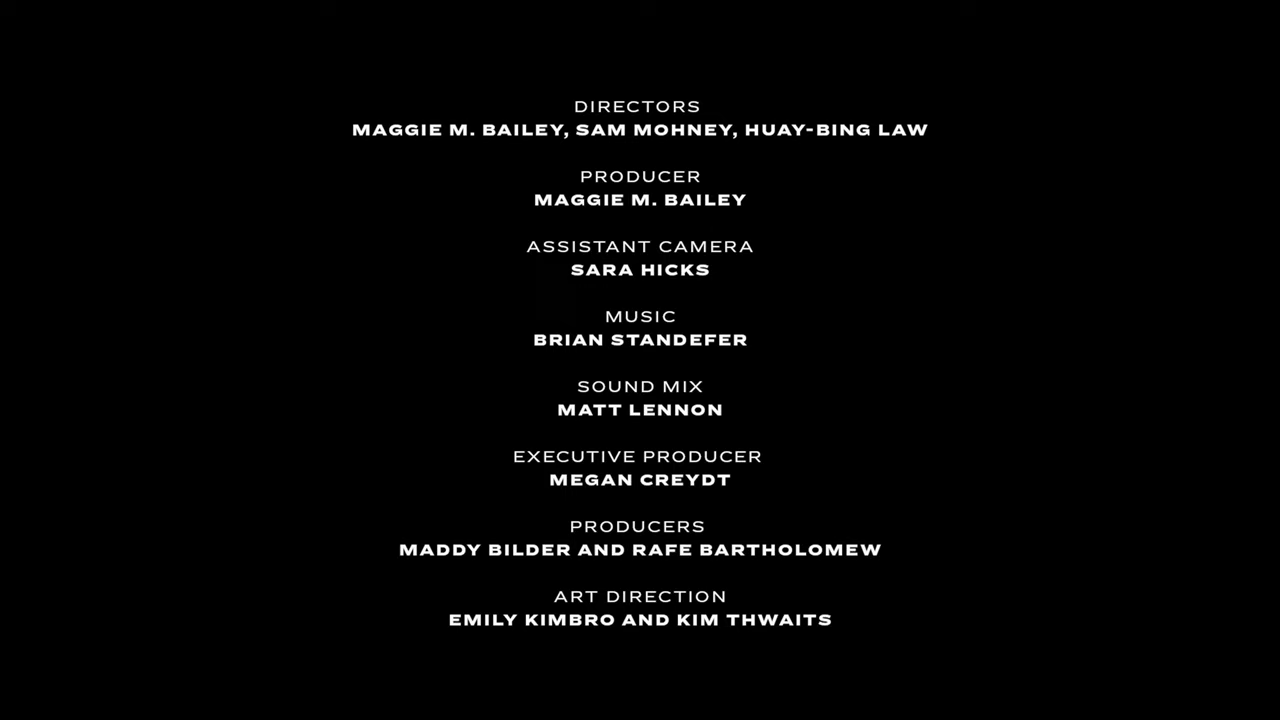 DIRECTORS
MAGGIE M. BAILEY, SAM MOHNEY, HUAY-BING LAW
PRODUCER
MAGGIE M. BAILEY
ASSISTANT CAMERA
SARA HICKS
MUSIC
BRIAN STANDEFER
SOUND MIX
MATT LENNON
EXECUTIVE PRODUCER
MEGAN CREYDT
PRODUCERS
MADDY BILDER AND RAFE BARTHOLOMEW
ART DIRECTION
EMILY KIMBRO AND KIM THWAITS